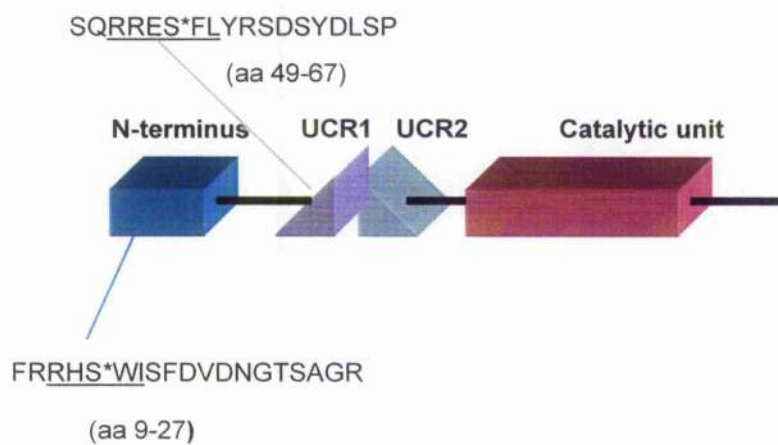 SQRRES*FLYRSDSYDLSP
(aa 49-67)
N-terminus UCR1 UCR2 Catalytic unit
FRRHS*WISFDVDNGTSAGR
(aa 9-27)